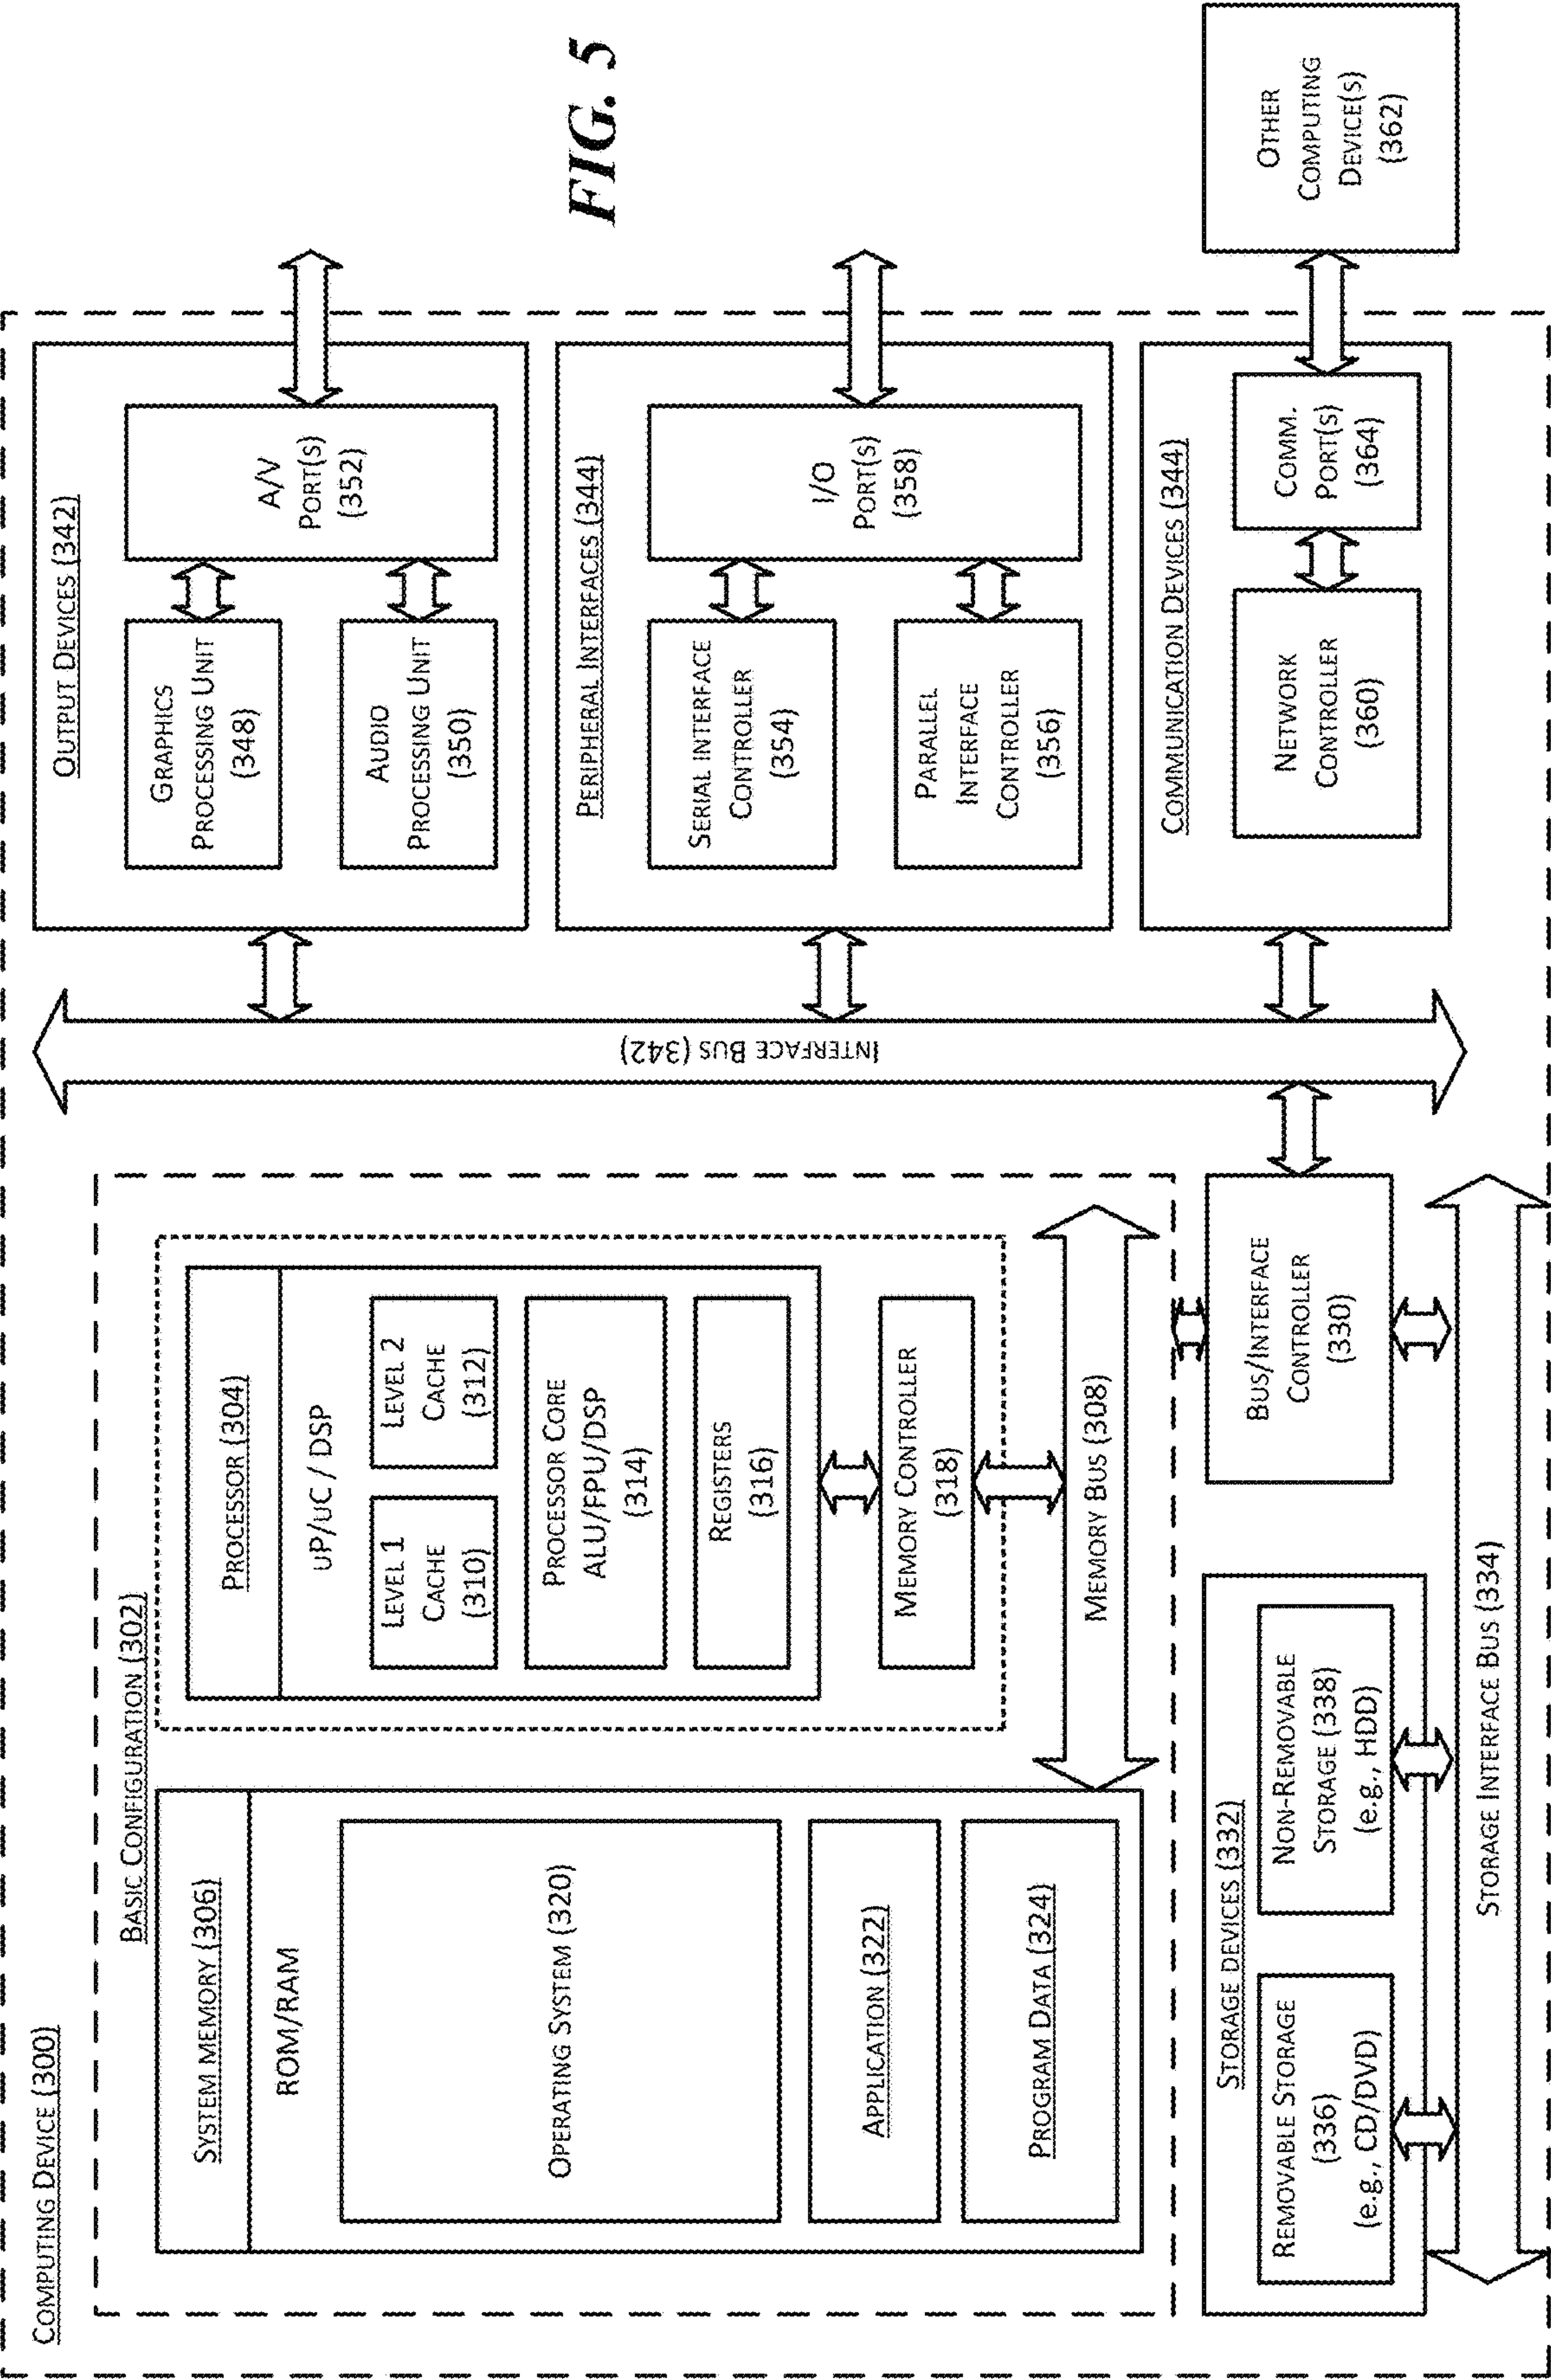 COMPUTING DEVICE (300)
BASIC CONFIGURATION (302)
SYSTEM MEMORY (306)
ROM/RAM
OPERATING SYSTEM (320)
APPLICATION (322)
PROGRAM DATA (324)
PROCESSOR (304)
uP/uC / DSP
LEVEL 1
CACHE
(310)
LEVEL 2
CACHE
(312)
PROCESSOR CORE
ALU/FPU/DSP
(314)
REGISTERS
(316)
MEMORY CONTROLLER
(318)
MEMORY BUS (308)
BUS/INTERFACE
CONTROLLER
(330)
STORAGE DEVICES (332)
REMOVABLE STORAGE
(336)
(e.g., CD/DVD)
NON-REMOVABLE
STORAGE (338)
(e.g., HDD)
STORAGE INTERFACE BUS (334)
INTERFACE BUS (342)
OUTPUT DEVICES (342)
GRAPHICS
PROCESSING UNIT
(348)
AUDIO
PROCESSING UNIT
(350)
A/V
PORT(S)
(352)
PERIPHERAL INTERFACES (344)
SERIAL INTERFACE
CONTROLLER
(354)
PARALLEL
INTERFACE
CONTROLLER
(356)
I/O
PORT(S)
(358)
COMMUNICATION DEVICES (344)
NETWORK
CONTROLLER
(360)
COMM.
PORT(S)
(364)
OTHER
COMPUTING
DEVICE(S)
(362)
FIG. 5